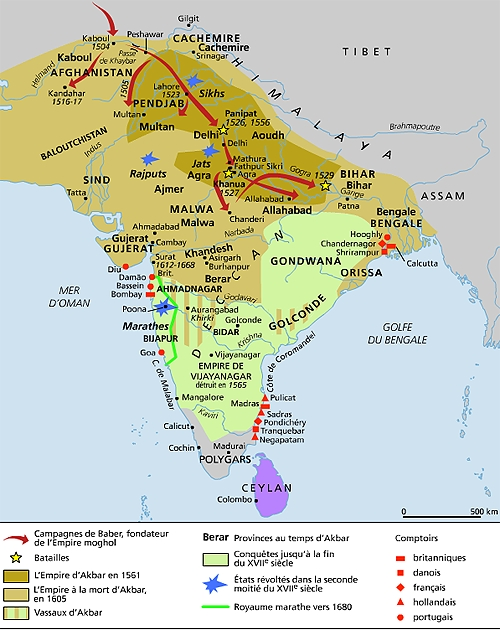 Gilgit
Kaboul
1504
Peshawar
Passe
de Khaybar
CACHEMIRE
Cachemire
Srinagar
TIBET
Kaboul
AFGHANISTAN
Helmand
Kandahar
1516-17
1505
Lahore
1523
Sikhs
PENDJAB
Multan
Multan
HIMALAYA
Panipat
1526, 1556
Delhi
Delhi
Aoudh
Brahmapoutre
BALOUTCHISTAN
Indus
Jats
Agra
Mathura
Fathpur Sikri
Agra
Rajputs
Khanua
1527
Gogra
1529
BIHAR
Bihar
Gange
Patna
ASSAM
SIND
Tatta
Ajmer
Allahabad
Allahabad
MALWA
Malwa
Chanderi
Narbada
Bengale
BENGALE
Hooghly
Chandernagor
Shrirampur
Calcutta
Ahmadabad
Gujerat
GUJERAT
Cambay
Surat
1612-1668
Brit.
Khandesh
Asirgarh
Burhanpur
Berar
GONDWANA
ORISSA
Diu
Damão
Bassein
Bombay
AHMADNAGAR
Godavari
MER
D'OMAN
Poona
Aurangabad
Khirki
DECCAN
GOLCONDE
Golconde
Marathes
BIJAPUR
BIDAR
Krishna
GOLFE
DU BENGALE
Goa
Vijayanagar
EMPIRE DE
VIJAYANAGAR
détruit en 1565
Côte de Coromandel
C. de Malabar
Mangalore
Kaviti
Madras
Pulicat
Sadras
Pondichéry
Tranquebar
Negapatam
Calicut
Cochin
Madurai
POLYGARS
CEYLAN
Colombo
0
500 km
Campagnes de Baber, fondateur
de l'Empire moghol
Batailles
L'Empire d'Akbar en 1561
L'Empire à la mort d'Akbar,
en 1605
Vassaux d'Akbar
Berar Provinces au temps d'Akbar
Conquêtes jusqu'à la fin
du XVIIe siècle
États révoltés dans la seconde
moitié du XVIIe siècle
Royaume marathe vers 1680
Comptoirs
britanniques
danois
français
hollandais
portugais